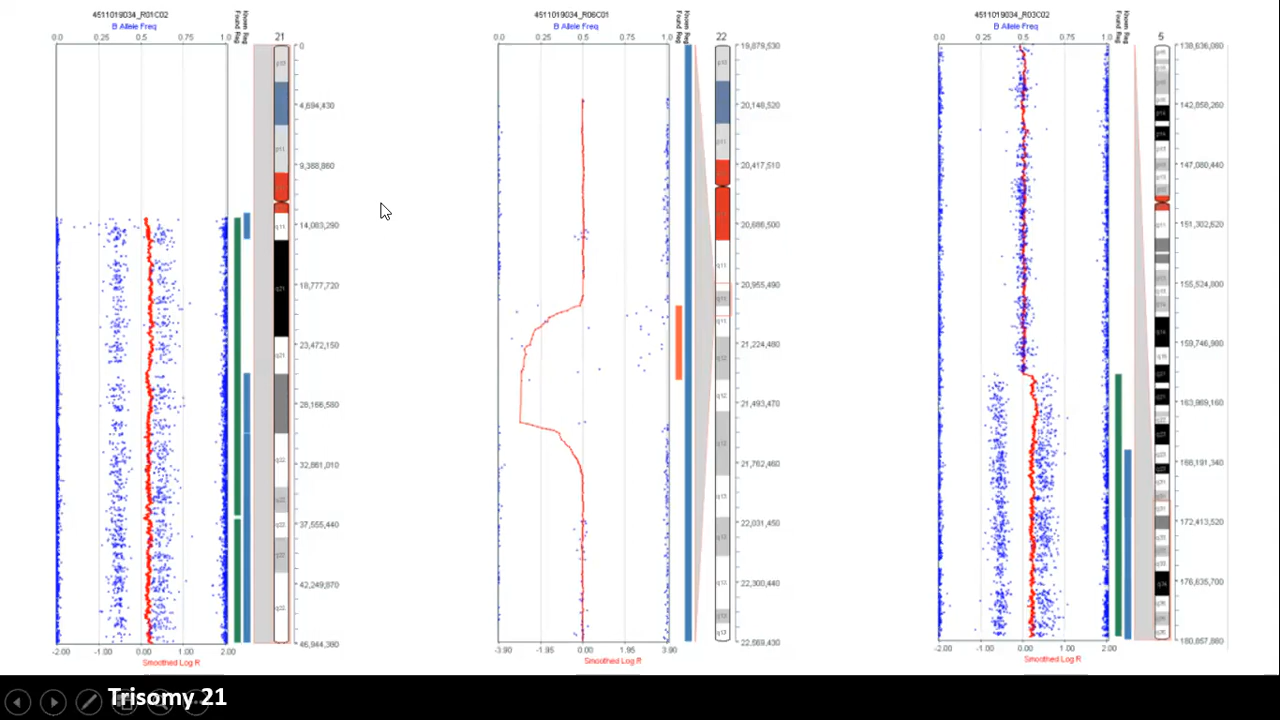 4511019034_R01C02
B Allele Freq
0 0.25 0.5 0.75 1.0
Found Reg
Known Reg
21
0
4,694,430
9,388,860
14,083,290
18,777,720
23,472,150
28,166,580
32,861,010
37,555,440
42,249,870
46,944,390
-2.00 -1.00 0.00 1.00 2.00
Smoothed Log R
4511019034_R06C01
B Allele Freq
0 0.25 0.5 0.75 1.0
Found Reg
Known Reg
22
19,879,530
20,148,520
20,417,510
20,686,500
20,955,490
21,224,480
21,493,470
21,762,460
22,031,450
22,300,440
22,569,430
-3.90 -1.95 0.00 1.95 3.90
Smoothed Log R
4511019034_R03C02
B Allele Freq
0 0.25 0.5 0.75 1.0
Found Reg
Known Reg
5
138,636,080
142,858,260
147,080,440
151,302,620
155,524,800
159,746,980
163,969,160
168,191,340
172,413,520
176,635,700
180,857,880
-2.00 -1.00 0.00 1.00 2.00
Smoothed Log R
Trisomy 21